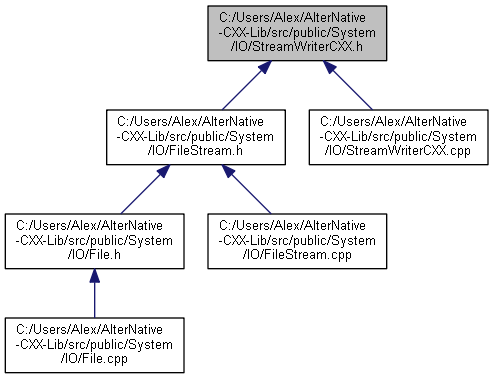 C:/Users/Alex/AlterNative
-CXX-Lib/src/public/System
/IO/StreamWriterCXX.h
C:/Users/Alex/AlterNative
-CXX-Lib/src/public/System
/IO/FileStream.h
C:/Users/Alex/AlterNative
-CXX-Lib/src/public/System
/IO/StreamWriterCXX.cpp
C:/Users/Alex/AlterNative
-CXX-Lib/src/public/System
/IO/File.h
C:/Users/Alex/AlterNative
-CXX-Lib/src/public/System
/IO/FileStream.cpp
C:/Users/Alex/AlterNative
-CXX-Lib/src/public/System
/IO/File.cpp